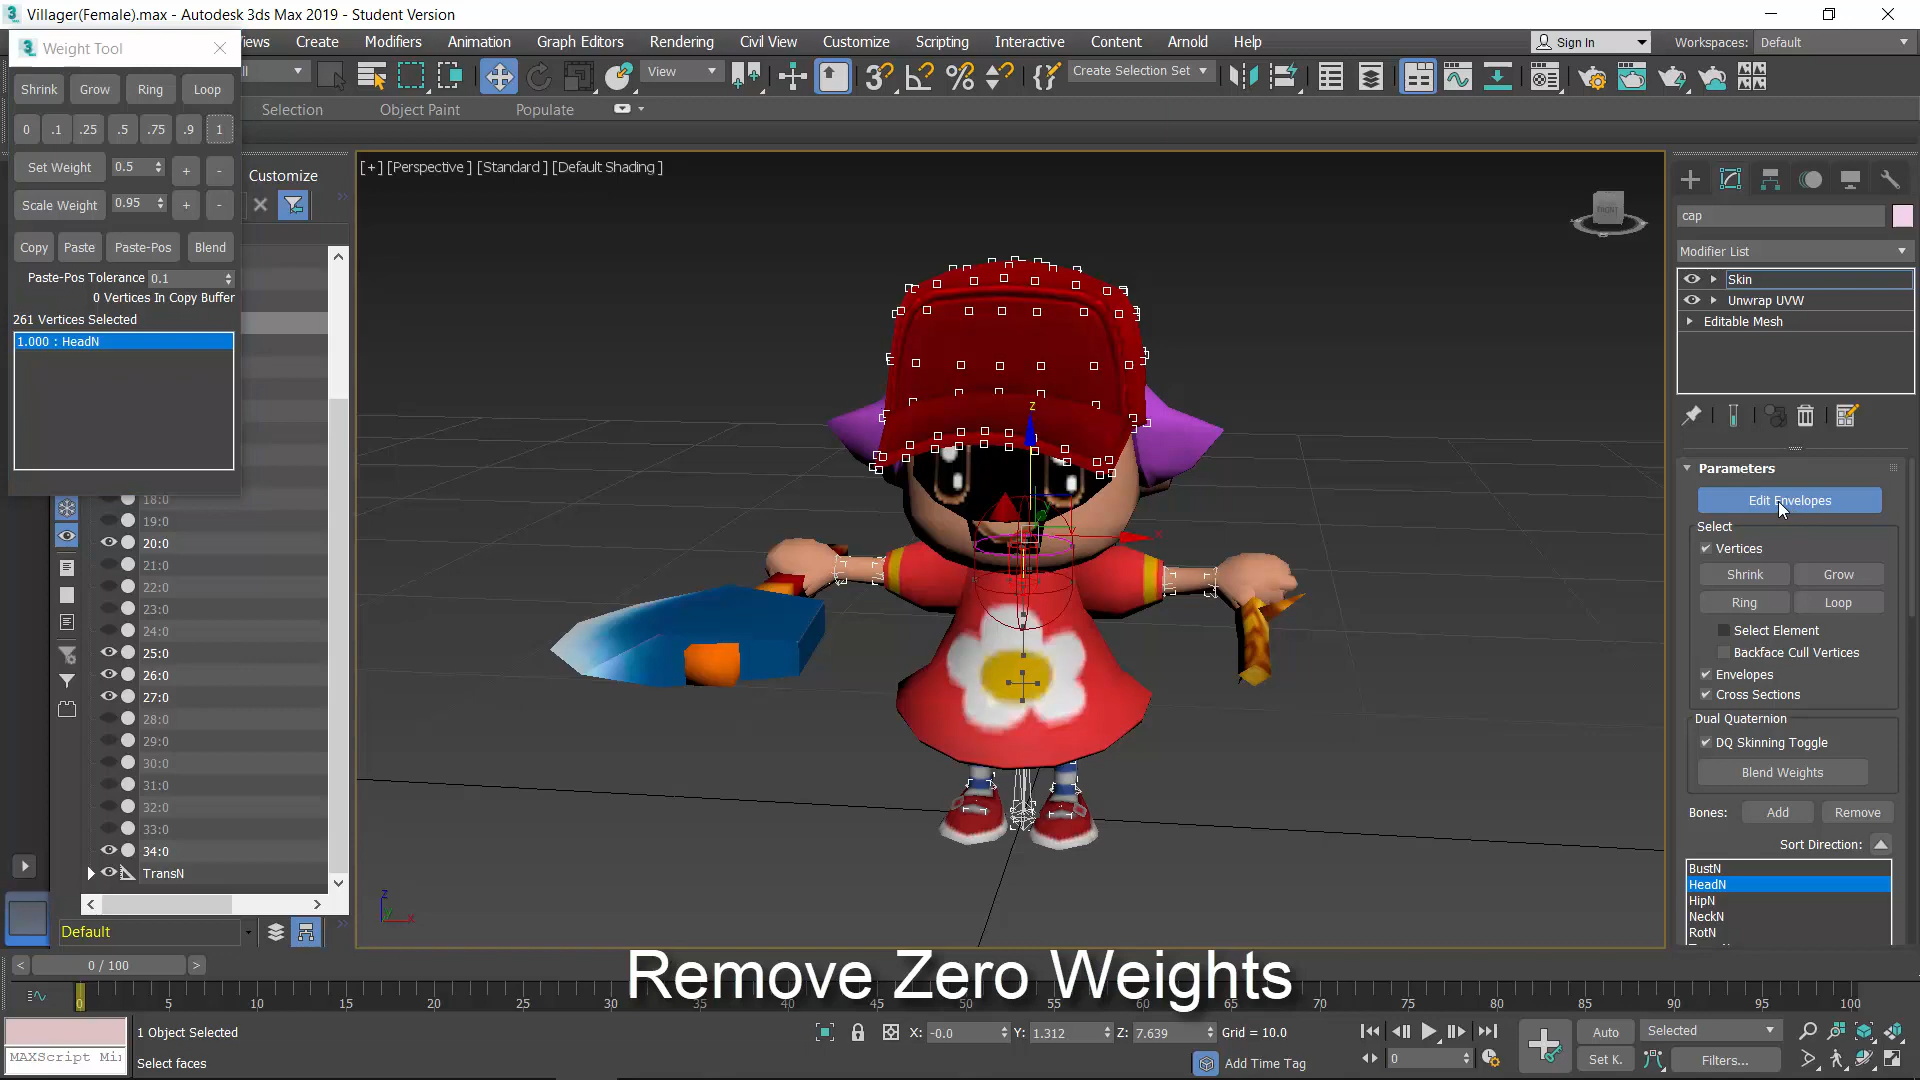 Villager(Female).max - Autodesk 3ds Max 2019 - Student Version
Weight Tool
iews Create Modifiers Animation Graph Editors Rendering Civil View Customize Scripting Interactive Content Arnold Help
Sign In Workspaces: Default
Shrink Grow Ring Loop
View Create Selection Set
Selection Object Paint Populate
0 .1 .25 .5 .75 .9 1
Set Weight 0.5 + -
Scale Weight 0.95 + -
Copy Paste Paste-Pos Blend
Paste-Pos Tolerance 0.1
0 Vertices In Copy Buffer
261 Vertices Selected
1.000 : HeadN
Customize
18:0
19:0
20:0
21:0
22:0
23:0
24:0
25:0
26:0
27:0
28:0
29:0
30:0
31:0
32:0
33:0
34:0
TransN
Default
[+] [Perspective ] [Standard ] [Default Shading ]
FRONT
z
x
y
z
x
cap
Modifier List
Skin
Unwrap UVW
Editable Mesh
Parameters
Edit Envelopes
Select
Vertices
Shrink Grow
Ring Loop
Select Element
Backface Cull Vertices
Envelopes
Cross Sections
Dual Quaternion
DQ Skinning Toggle
Blend Weights
Bones: Add Remove
Sort Direction:
BustN
HeadN
HipN
NeckN
RotN
Remove Zero Weights
< 0 / 100 >
0 5 10 15 20 25 30 35 40 45 50 55 60 65 70 75 80 85 90 95 100
1 Object Selected
X: -0.0 Y: 1.312 Z: 7.639 Grid = 10.0
Auto Selected
MAXScript Mi
Select faces
Add Time Tag
0
Set K. Filters...